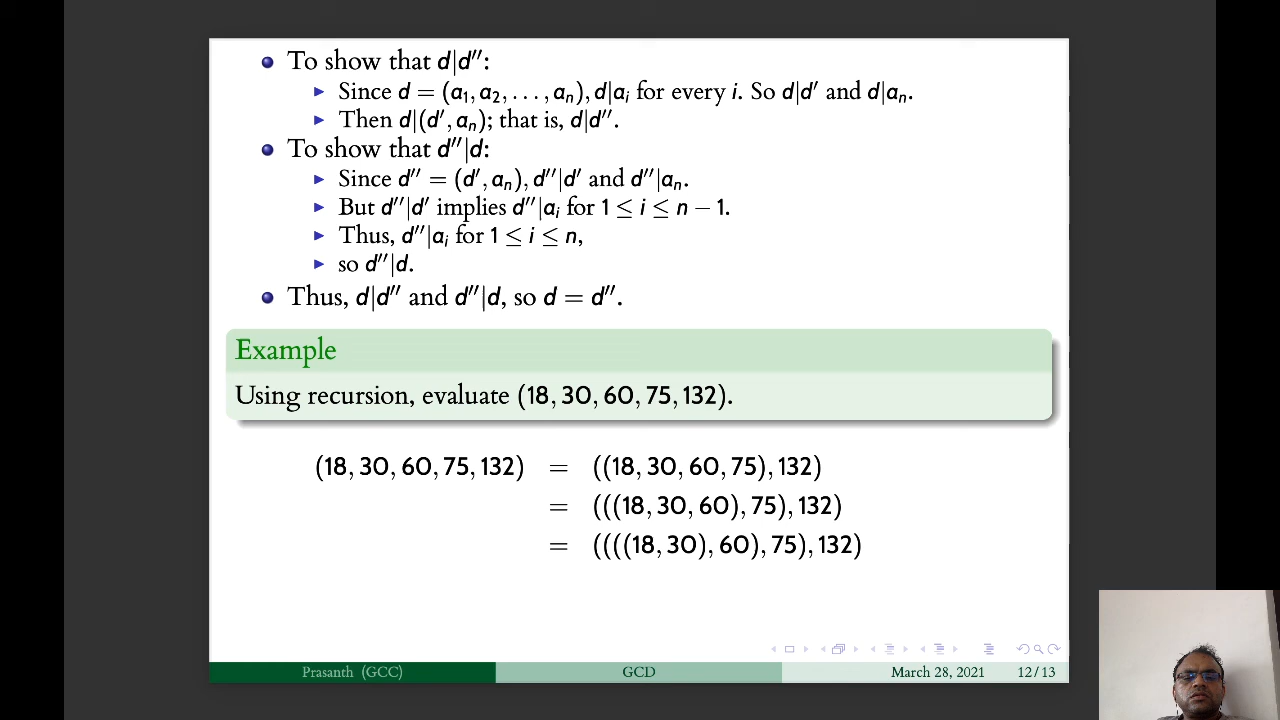 To show that d|d″:
Since d = (a₁, a₂, . . . , aₙ), d|aᵢ for every i. So d|d′ and d|aₙ.
Then d|(d′, aₙ); that is, d|d″.
To show that d″|d:
Since d″ = (d′, aₙ), d″|d′ and d″|aₙ.
But d″|d′ implies d″|aᵢ for 1 ≤ i ≤ n − 1.
Thus, d″|aᵢ for 1 ≤ i ≤ n,
so d″|d.
Thus, d|d″ and d″|d, so d = d″.
Example
Using recursion, evaluate (18, 30, 60, 75, 132).
(18, 30, 60, 75, 132) = ((18, 30, 60, 75), 132)
= (((18, 30, 60), 75), 132)
= ((((18, 30), 60), 75), 132)
Prasanth (GCC) GCD March 28, 2021 12/13